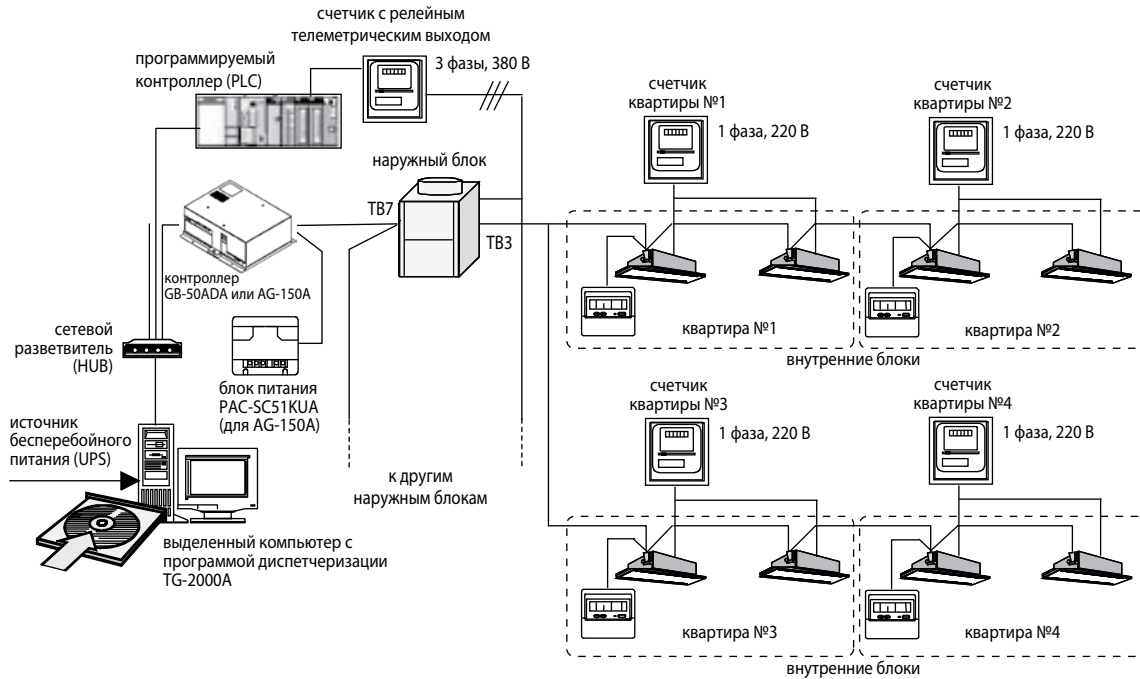 счетчик с релейным
телеметрическим выходом
программируемый
контроллер (PLC)
3 фазы, 380 В
счетчик
квартиры №1
1 фаза, 220 В
счетчик
квартиры №2
1 фаза, 220 В
наружный блок
TB7
TB3
контроллер
GB-50ADA или AG-150A
сетевой
разветвитель
(HUB)
блок питания
PAC-SC51KUA
(для AG-150A)
квартира №1
квартира №2
внутренние блоки
источник
бесперебойного
питания (UPS)
к другим
наружным блокам
выделенный компьютер с
программой диспетчеризации
TG-2000A
счетчик
квартиры №3
1 фаза, 220 В
счетчик
квартиры №4
1 фаза, 220 В
квартира №3
квартира №4
внутренние блоки